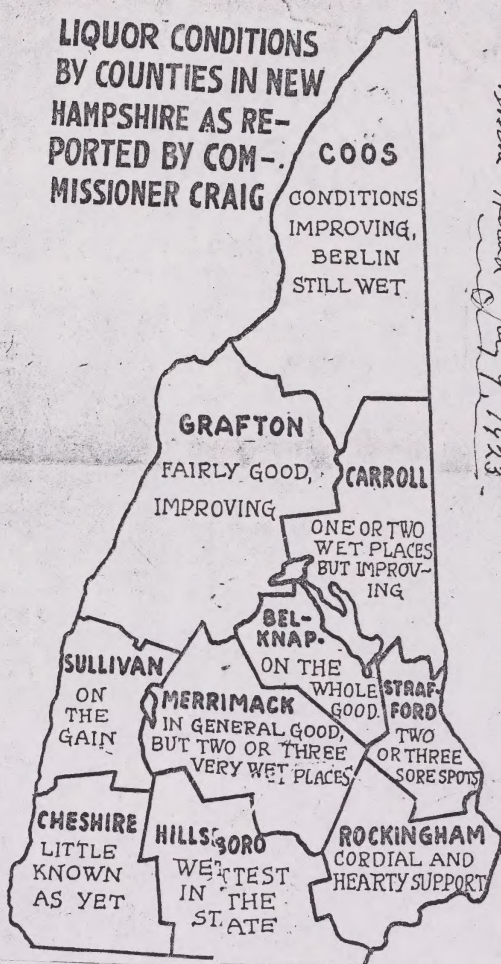 LIQUOR CONDITIONS
BY COUNTIES IN NEW
HAMPSHIRE AS RE-
PORTED BY COM-
MISSIONER CRAIG
COOS
CONDITIONS
IMPROVING,
BERLIN
STILL WET
GRAFTON
FAIRLY GOOD,
IMPROVING
CARROLL
ONE OR TWO
WET PLACES
BUT IMPROV-
ING
BEL-
KNAP-
ON THE
WHOLE
GOOD.
SULLIVAN
ON
THE
GAIN
MERRIMACK
IN GENERAL GOOD,
BUT TWO OR THREE
VERY WET PLACES
STRAF-
FORD
TWO
OR THREE
SORE SPOTS
CHESHIRE
LITTLE
KNOWN
AS YET
HILLSBORO
WETTEST
IN THE
STATE
ROCKINGHAM
CORDIAL AND
HEARTY SUPPORT
1923